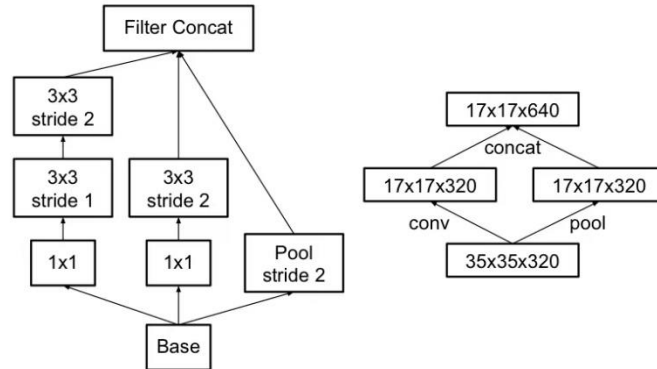 Filter Concat
3x3
stride 2
3x3
stride 1
3x3
stride 2
1x1
1x1
Pool
stride 2
Base
17x17x640
concat
17x17x320
17x17x320
conv
pool
35x35x320